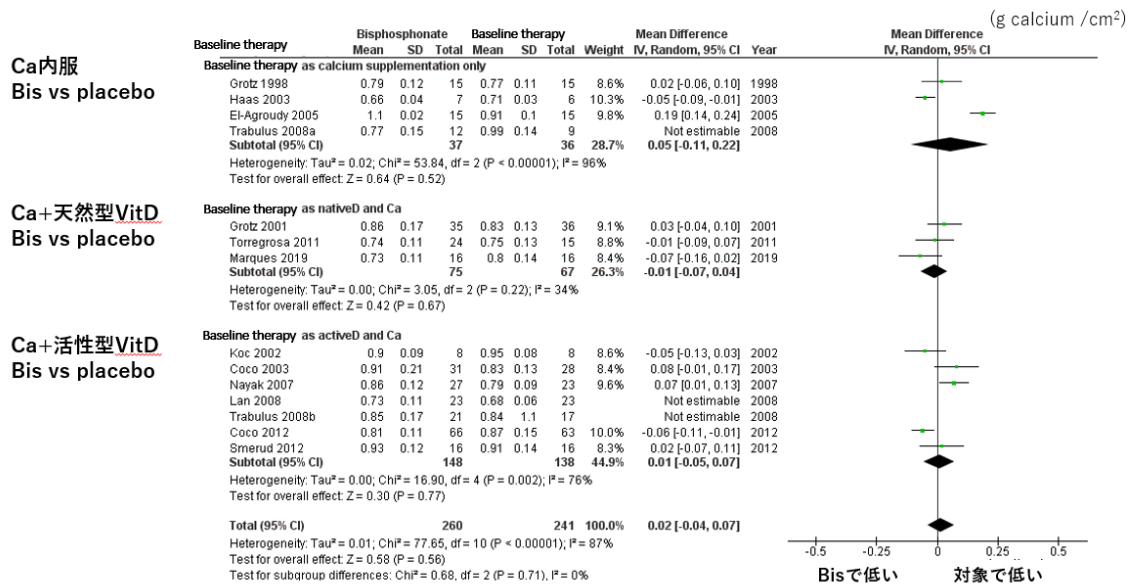 (g calcium /cm²)
Bisphosphonate Baseline therapy Mean Difference Mean Difference
Baseline therapy Mean SD Total Mean SD Total Weight IV, Random, 95% CI Year IV, Random, 95% CI
Ca内服
Bis vs placebo
Baseline therapy as calcium supplementation only
Grotz 1998 0.79 0.12 15 0.77 0.11 15 8.6% 0.02 [-0.06, 0.10] 1998
Haas 2003 0.66 0.04 7 0.71 0.03 6 10.3% -0.05 [-0.09, -0.01] 2003
El-Agroudy 2005 1.1 0.02 15 0.91 0.1 15 9.8% 0.19 [0.14, 0.24] 2005
Trabulus 2008a 0.77 0.15 12 0.99 0.14 9 Not estimable 2008
Subtotal (95% CI) 37 36 28.7% 0.05 [-0.11, 0.22]
Heterogeneity: Tau² = 0.02; Chi² = 53.84, df = 2 (P < 0.00001); I² = 96%
Test for overall effect: Z = 0.64 (P = 0.52)
Ca+天然型VitD
Bis vs placebo
Baseline therapy as nativeD and Ca
Grotz 2001 0.86 0.17 35 0.83 0.13 36 9.1% 0.03 [-0.04, 0.10] 2001
Torregrosa 2011 0.74 0.11 24 0.75 0.13 15 8.8% -0.01 [-0.09, 0.07] 2011
Marques 2019 0.73 0.11 16 0.8 0.14 16 8.4% -0.07 [-0.16, 0.02] 2019
Subtotal (95% CI) 75 67 26.3% -0.01 [-0.07, 0.04]
Heterogeneity: Tau² = 0.00; Chi² = 3.05, df = 2 (P = 0.22); I² = 34%
Test for overall effect: Z = 0.42 (P = 0.67)
Ca+活性型VitD
Bis vs placebo
Baseline therapy as activeD and Ca
Koc 2002 0.9 0.09 8 0.95 0.08 8 8.6% -0.05 [-0.13, 0.03] 2002
Coco 2003 0.91 0.21 31 0.83 0.13 28 8.4% 0.08 [-0.01, 0.17] 2003
Nayak 2007 0.86 0.12 27 0.79 0.09 23 9.6% 0.07 [0.01, 0.13] 2007
Lan 2008 0.73 0.11 23 0.68 0.06 23 Not estimable 2008
Trabulus 2008b 0.85 0.17 21 0.84 1.1 17 Not estimable 2008
Coco 2012 0.81 0.11 66 0.87 0.15 63 10.0% -0.06 [-0.11, -0.01] 2012
Smerud 2012 0.93 0.12 16 0.91 0.14 16 8.3% 0.02 [-0.07, 0.11] 2012
Subtotal (95% CI) 148 138 44.9% 0.01 [-0.05, 0.07]
Heterogeneity: Tau² = 0.00; Chi² = 16.90, df = 4 (P = 0.002); I² = 76%
Test for overall effect: Z = 0.30 (P = 0.77)
Total (95% CI) 260 241 100.0% 0.02 [-0.04, 0.07]
Heterogeneity: Tau² = 0.01; Chi² = 77.65, df = 10 (P < 0.00001); I² = 87%
Test for overall effect: Z = 0.58 (P = 0.56)
Test for subgroup differences: Chi² = 0.68, df = 2 (P = 0.71), I² = 0%
-0.5 -0.25 0 0.25 0.5
Bisで低い 対象で低い